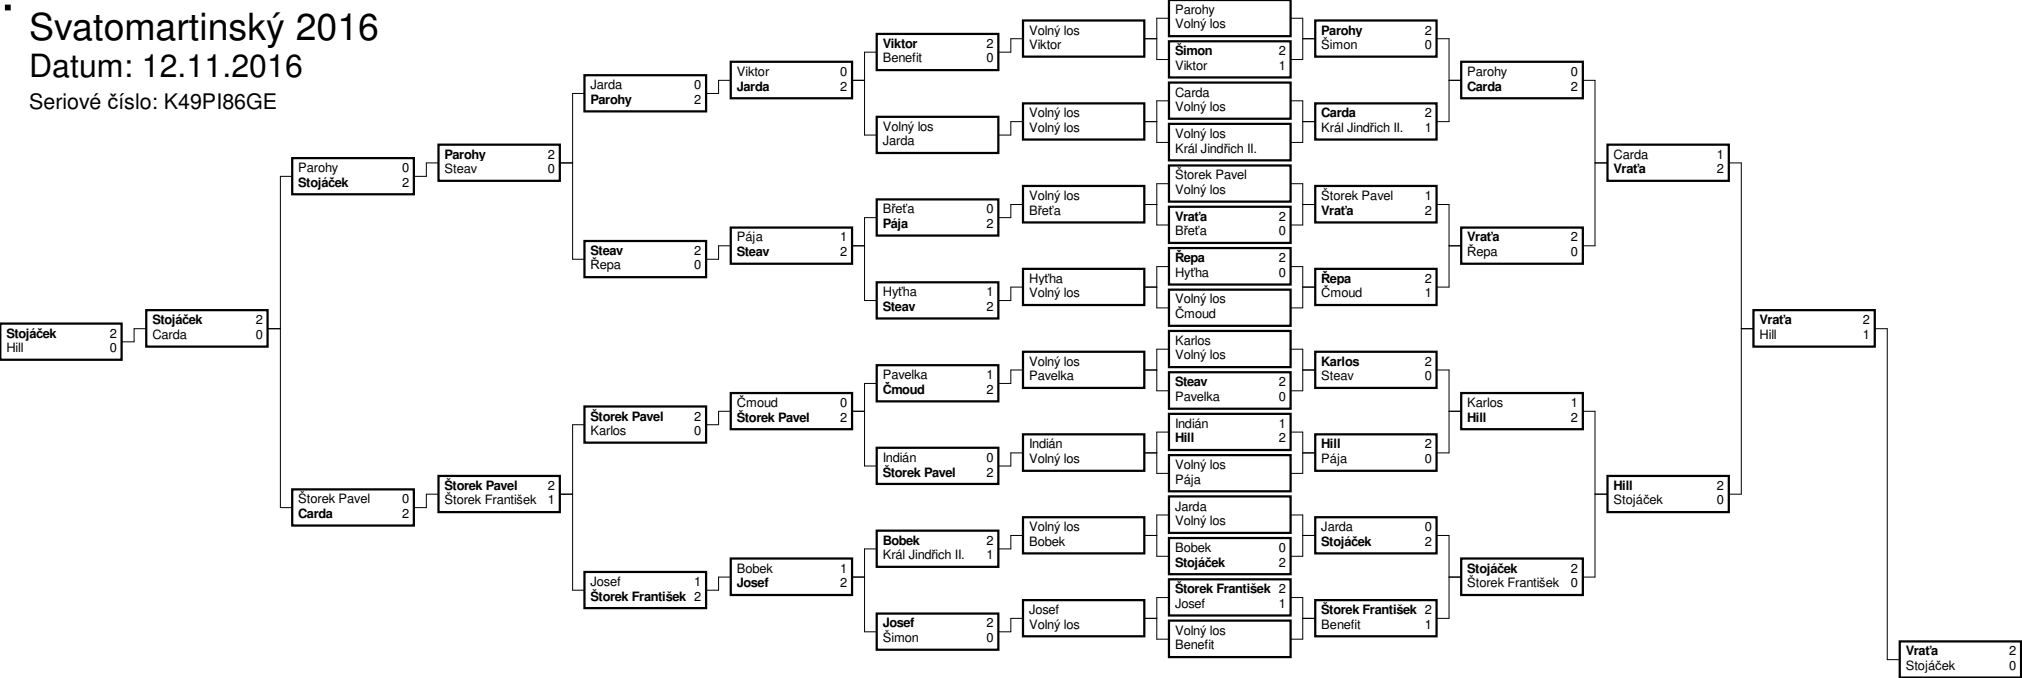 Svatomartinský 2016
Datum: 12.11.2016
Seriové číslo: K49PI86GE
Stojáček 2
Hill 0
Stojáček 2
Carda 0
Parohy 0
Stojáček 2
Štorek Pavel 0
Carda 2
Parohy 2
Steav 0
Štorek Pavel 2
Štorek František 1
Jarda 0
Parohy 2
Steav 2
Řepa 0
Štorek Pavel 2
Karlos 0
Josef 1
Štorek František 2
Viktor 0
Jarda 2
Pája 1
Steav 2
Čmoud 0
Štorek Pavel 2
Bobek 1
Josef 2
Viktor 2
Benefit 0
Volný los
Jarda
Břeťa 0
Pája 2
Hyťha 1
Steav 2
Pavelka 1
Čmoud 2
Indián 0
Štorek Pavel 2
Bobek 2
Král Jindřich II. 1
Josef 2
Šimon 0
Volný los
Viktor
Volný los
Volný los
Volný los
Břeťa
Hyťha
Volný los
Volný los
Pavelka
Indián
Volný los
Volný los
Bobek
Josef
Volný los
Parohy
Volný los
Šimon 2
Viktor 1
Carda
Volný los
Volný los
Král Jindřich II.
Štorek Pavel
Volný los
Vraťa 2
Břeťa 0
Řepa 2
Hyťha 0
Volný los
Čmoud
Karlos
Volný los
Steav 2
Pavelka 0
Indián 1
Hill 2
Volný los
Pája
Jarda
Volný los
Bobek 0
Stojáček 2
Štorek František 2
Josef 1
Volný los
Benefit
Parohy 2
Šimon 0
Carda 2
Král Jindřich II. 1
Štorek Pavel 1
Vraťa 2
Řepa 2
Čmoud 1
Karlos 2
Steav 0
Hill 2
Pája 0
Jarda 0
Stojáček 2
Štorek František 2
Benefit 1
Parohy 0
Carda 2
Vraťa 2
Řepa 0
Karlos 1
Hill 2
Stojáček 2
Štorek František 0
Carda 1
Vraťa 2
Hill 2
Stojáček 0
Vraťa 2
Hill 1
Vraťa 2
Stojáček 0